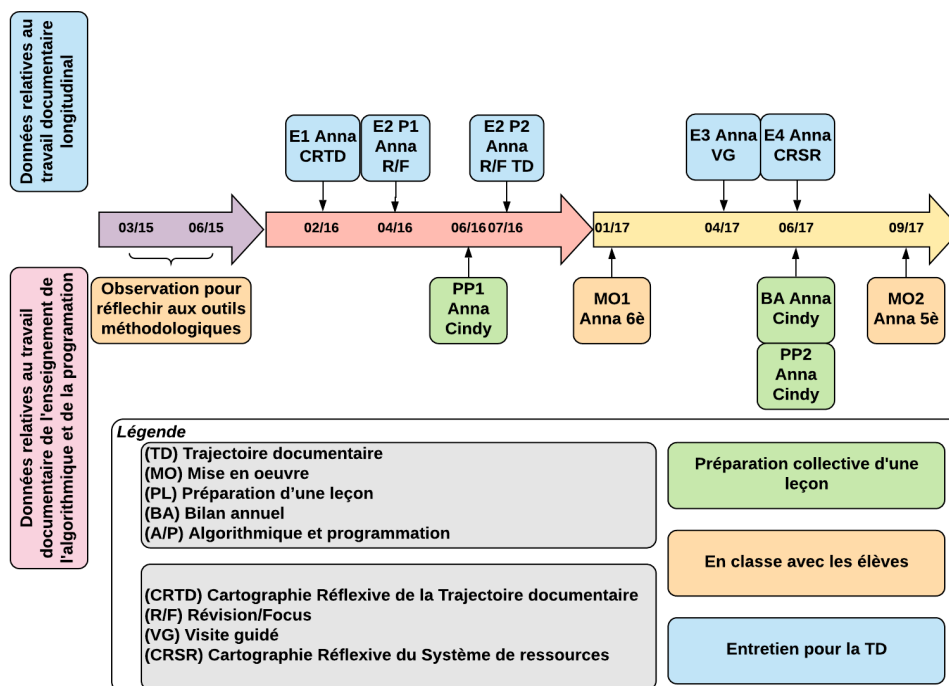 Données relatives au
travail documentaire
longitudinal
E1 Anna
CRTD
E2 P1
Anna
R/F
E2 P2
Anna
R/F TD
E3 Anna
VG
E4 Anna
CRSR
03/15
06/15
02/16
04/16
06/16
07/16
01/17
04/17
06/17
09/17
Données relatives au travail
documentaire de l'enseignement de
l'algorithmique et de la programation
Observation pour
réflechir aux outils
méthodologiques
PP1
Anna
Cindy
MO1
Anna 6è
BA Anna
Cindy
PP2
Anna
Cindy
MO2
Anna 5è
Légende
(TD) Trajectoire documentaire
(MO) Mise en oeuvre
(PL) Préparation d'une leçon
(BA) Bilan annuel
(A/P) Algorithmique et programmation
(CRTD) Cartographie Réflexive de la Trajectoire documentaire
(R/F) Révision/Focus
(VG) Visite guidé
(CRSR) Cartographie Réflexive du Système de ressources
Préparation collective d'une
leçon
En classe avec les élèves
Entretien pour la TD